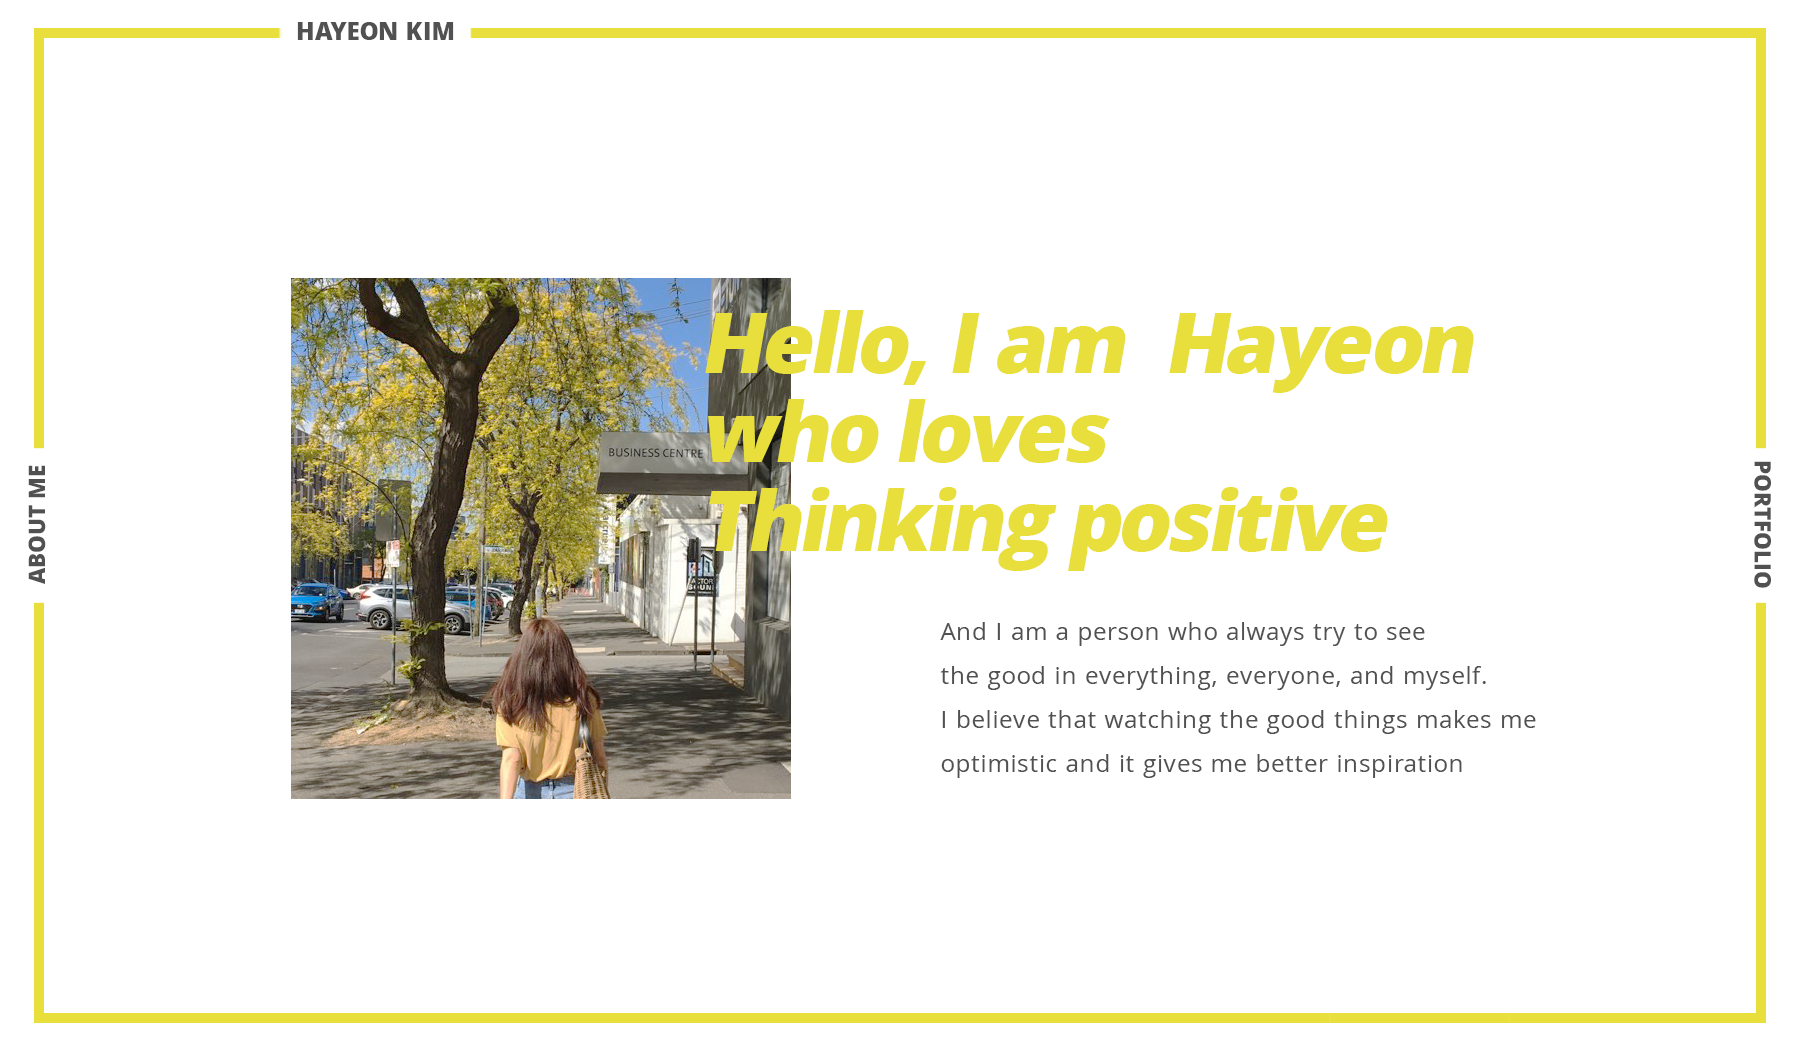 HAYEON KIM
ABOUT ME
PORTFOLIO
Hello, I am Hayeon
who loves
Thinking positive
And I am a person who always try to see
the good in everything, everyone, and myself.
I believe that watching the good things makes me
optimistic and it gives me better inspiration
BUSINESS CENTRE